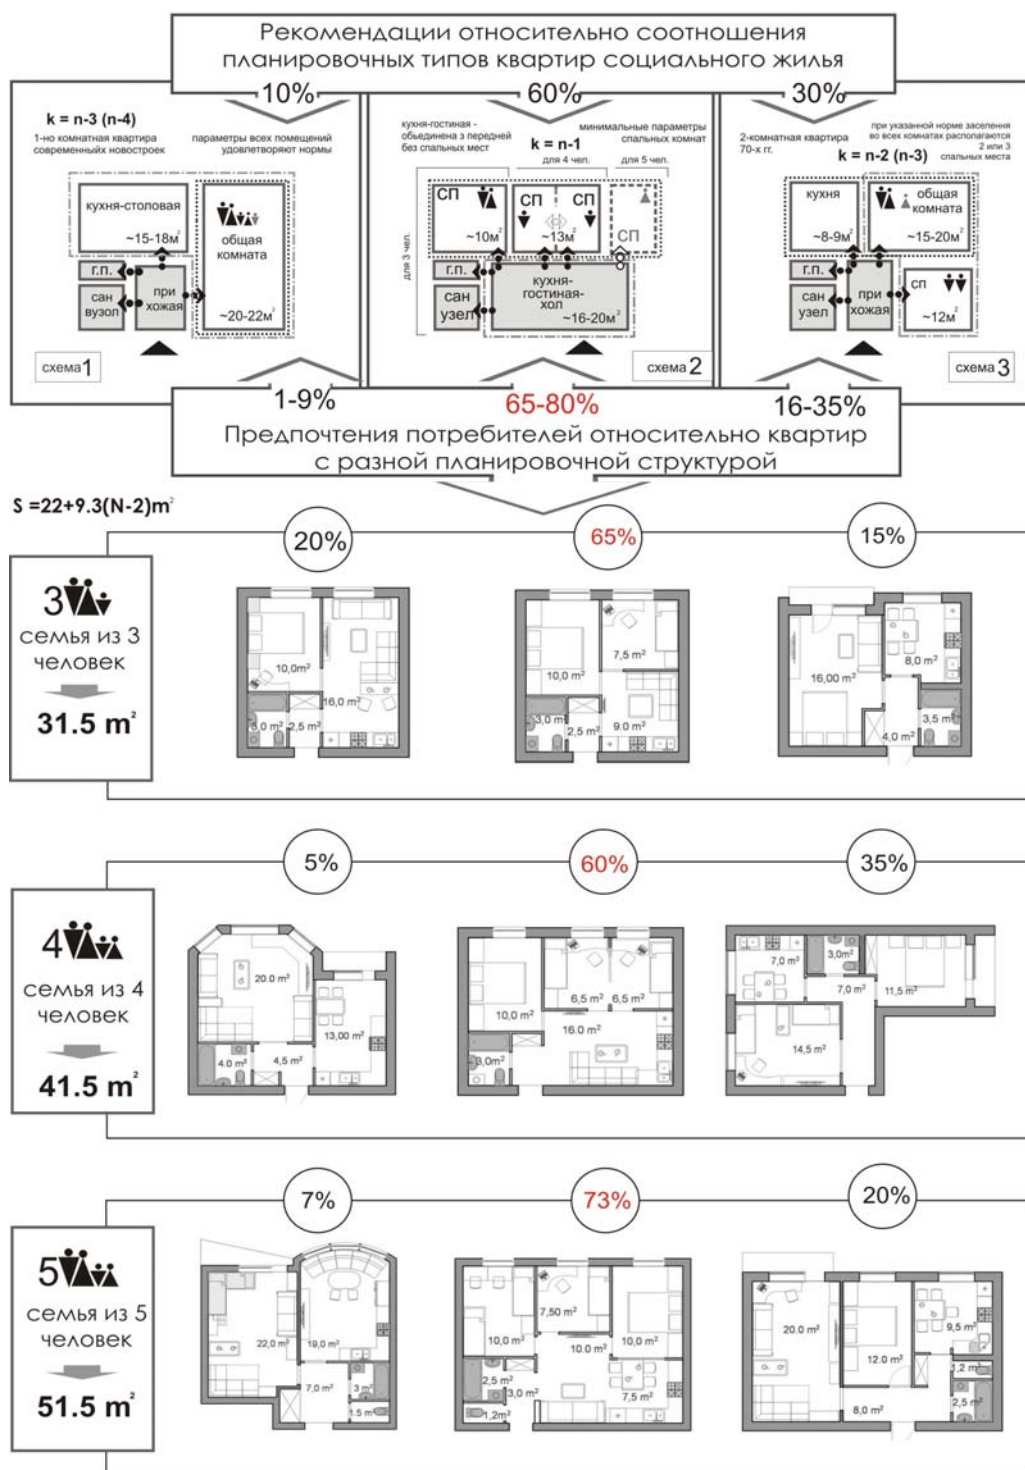 Рекомендации относительно соотношения
планировочных типов квартир социального жилья
10%
60%
30%
k = n-3 (n-4)
1-но комнатная квартира
современныйх новостроек
параметры всех помещений
удовлетворяют нормы
кухня-столовая
~15-18м²
общая
комната
~20-22м²
г.п.
сан
вузол
при
хожая
схема 1
кухня-гостиная -
обьединена з передней
без спальных мест
минимальные параметры
спальных комнат
k = n-1
для 4 чел.
для 5 чел.
для 3 чел.
СП
~10м²
СП
СП
~13м²
СП
г.п.
сан
узел
кухня-
гостиная-
хол
~16-20м²
схема 2
2-комнатная квартира
70-х гг.
при указанной норме заселення
во всех комнатах располагаются
2 или 3
спальных места
k = n-2 (n-3)
кухня
~8-9м²
общая
комната
~15-20м²
г.п.
сан
узел
при
хожая
сп
~12м²
схема 3
1-9%
65-80%
16-35%
Предпочтения потребителей относительно квартир
с разной планировочной структурой
S =22+9.3(N-2)m²
20%
65%
15%
3
семья из 3
человек
31.5 m²
10,0m²
16,0 m²
3,0 m²
2,5 m²
10,0 m²
7,5 m²
3,0 m²
2,5 m²
9.0 m²
16,00 m²
8,0 m²
3,5 m²
4,0 m²
5%
60%
35%
4
семья из 4
человек
41.5 m²
20.0 m²
13,00 m²
4.0 m²
4,5 m²
10,0 m²
6,5 m²
6,5 m²
16.0 m²
3,0m²
7,0 m²
3,0m²
7,0 m²
11,5 m²
14,5 m²
7%
73%
20%
5
семья из 5
человек
51.5 m²
22,0 m²
19,0 m²
7,0 m²
3 m²
1.5 m²
10,0 m²
7,50 m²
10.0 m²
10,0 m²
2,5 m²
3,0 m²
7,5 m²
1,2m²
20.0 m²
12.0 m²
9,5 m²
1,2 m²
2,5 m²
8,0 m²